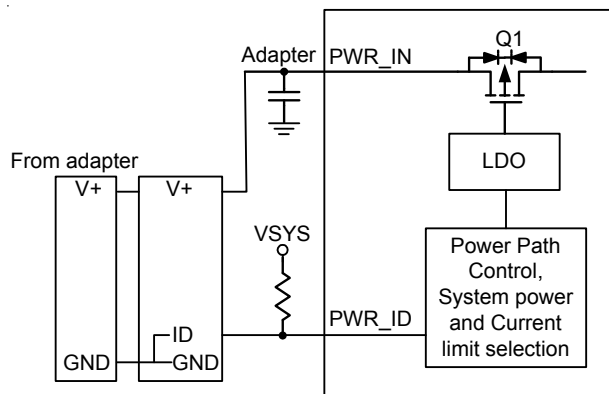 Q1
Adapter
PWR_IN
LDO
From adapter
V+
V+
VSYS
Power Path
Control,
System power
and Current
limit selection
PWR_ID
ID
GND
GND